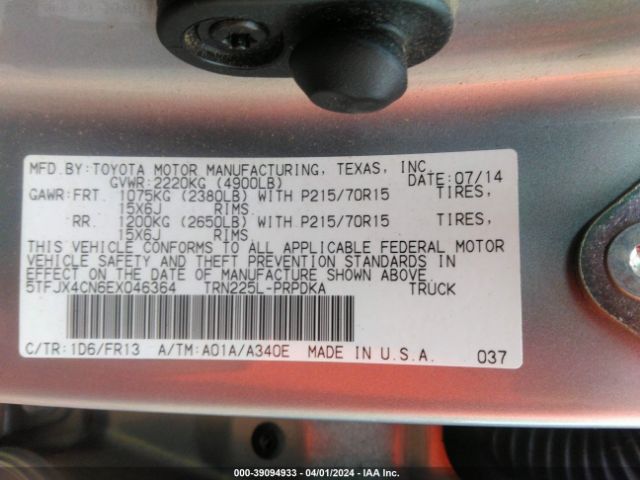 MFD.BY:TOYOTA MOTOR MANUFACTURING, TEXAS, INC.
GVWR:2220KG (4900LB) DATE:07/14
GAWR:FRT. 1075KG (2380LB) WITH P215/70R15 TIRES,
15X6J RIMS
RR. 1200KG (2650LB) WITH P215/70R15 TIRES,
15X6J RIMS
THIS VEHICLE CONFORMS TO ALL APPLICABLE FEDERAL MOTOR
VEHICLE SAFETY AND THEFT PREVENTION STANDARDS IN
EFFECT ON THE DATE OF MANUFACTURE SHOWN ABOVE.
5TFJX4CN6EX046364 TRN225L-PRPDKA TRUCK
C/TR:1D6/FR13 A/TM:A01A/A340E MADE IN U.S.A. 037
000-39094933 - 04/01/2024 - IAA Inc.